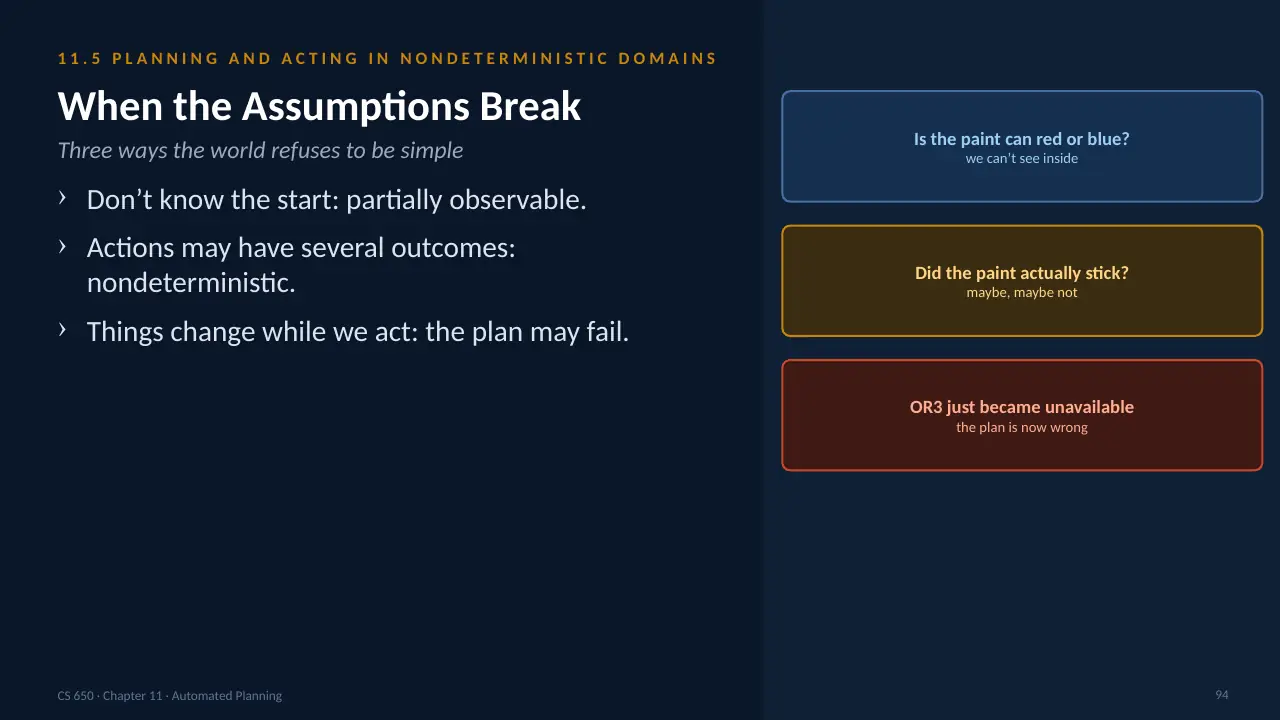 11.5 PLANNING AND ACTING IN NONDETERMINISTIC DOMAINS
When the Assumptions Break
Three ways the world refuses to be simple
› Don’t know the start: partially observable.
› Actions may have several outcomes:
nondeterministic.
› Things change while we act: the plan may fail.
Is the paint can red or blue?
we can’t see inside
Did the paint actually stick?
maybe, maybe not
OR3 just became unavailable
the plan is now wrong
CS 650 · Chapter 11 · Automated Planning
94